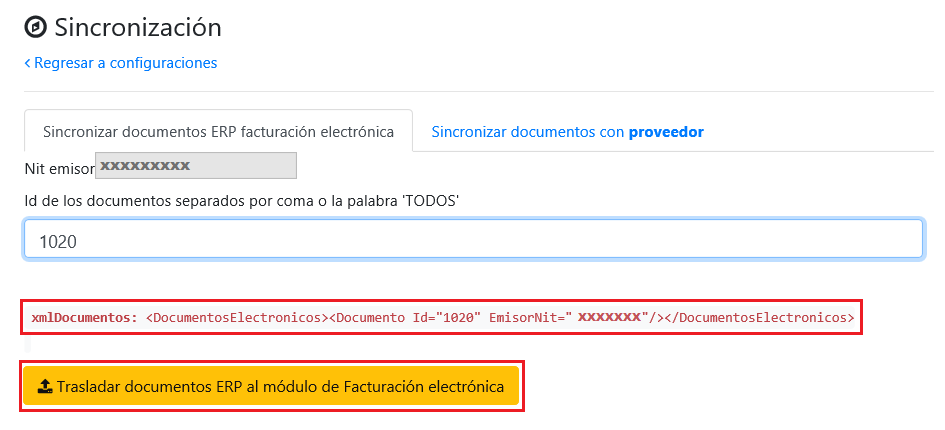 Sincronización
‹ Regresar a configuraciones
Sincronizar documentos ERP facturación electrónica
Sincronizar documentos con proveedor
Nit emisor xxxxxxxxx
Id de los documentos separados por coma o la palabra 'TODOS'
1020
xmlDocumentos: <DocumentosElectronicos><Documento Id="1020" EmisorNit=" xxxxxxx"/></DocumentosElectronicos>
Trasladar documentos ERP al módulo de Facturación electrónica